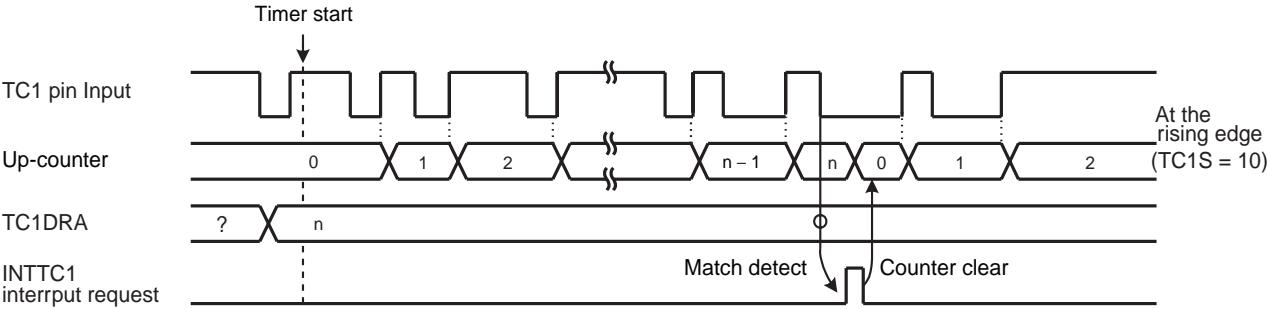 Timer start
TC1 pin Input
At the
rising edge
(TC1S = 10)
Up-counter
0
1
2
n – 1
n
0
1
2
TC1DRA
?
n
Match detect
Counter clear
INTTC1
interrput request